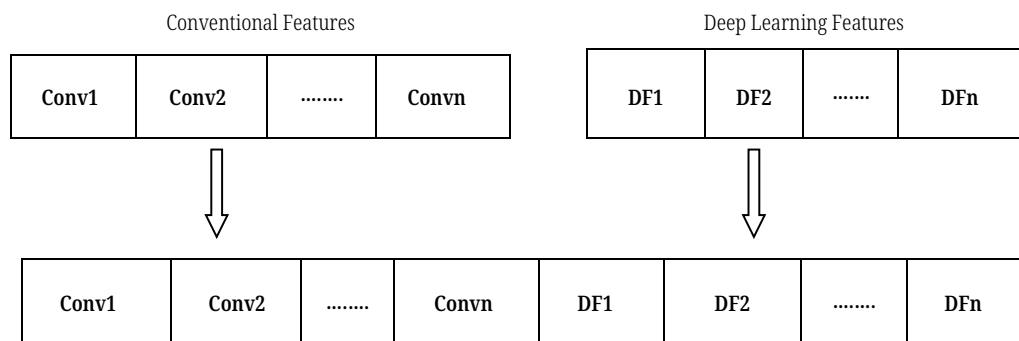 Conventional Features
Deep Learning Features
Conv1 Conv2 ........ Convn
DF1 DF2 ....... DFn
Conv1 Conv2 ........ Convn DF1 DF2 ........ DFn